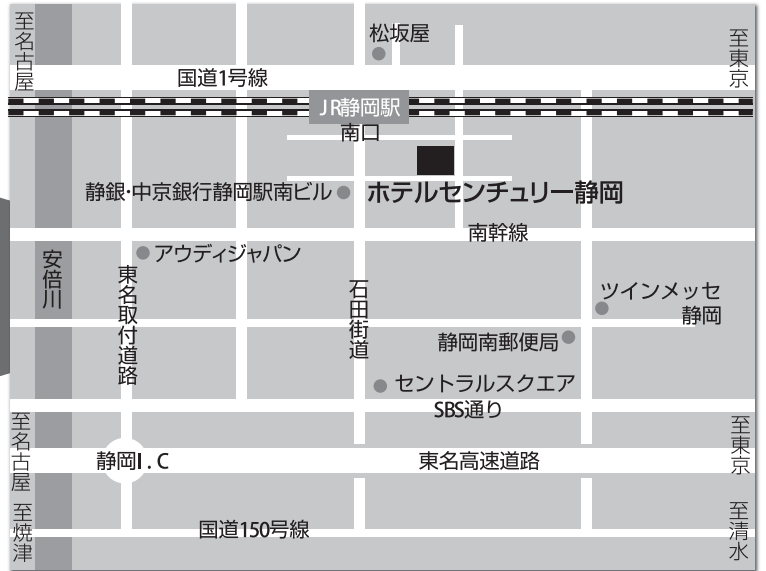 至名古屋
松坂屋
至東京
国道1号線
JR静岡駅
南口
静銀・中京銀行静岡駅南ビル
ホテルセンチュリー静岡
南幹線
安倍川
アウディジャパン
東名取付道路
石田街道
ツインメッセ
静岡
静岡南郵便局
セントラルスクエア
SBS通り
至名古屋
至東京
静岡I.C
東名高速道路
至焼津
国道150号線
至清水